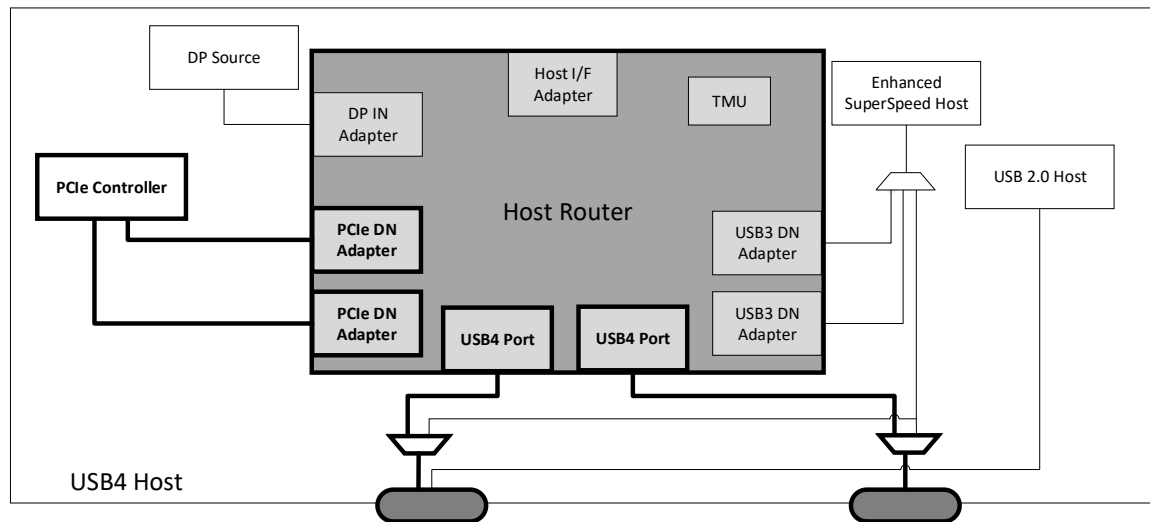 DP Source
Host I/F
Adapter
TMU
Enhanced
SuperSpeed Host
DP IN
Adapter
PCIe Controller
USB 2.0 Host
Host Router
PCIe DN
Adapter
USB3 DN
Adapter
PCIe DN
Adapter
USB4 Port
USB4 Port
USB3 DN
Adapter
USB4 Host